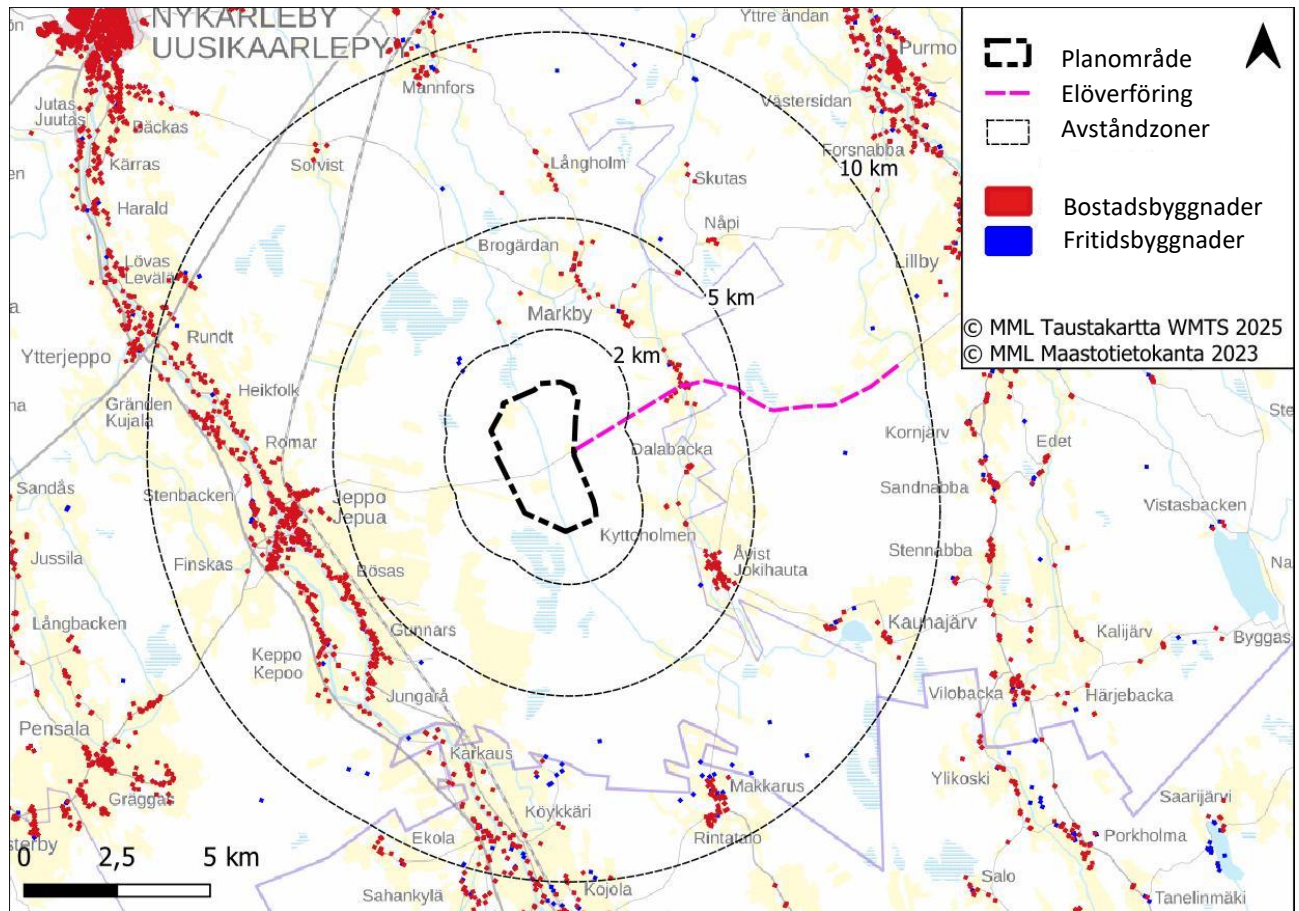 NYKARLEBY
UUSIKAARLEPYY
Yttre ändan
Purmo
Mannfors
Västersidan
Jutas
Juutas
Bäckas
Forsnabba
Kärras
Sorvist
Långholm
10 km
Skutas
Harald
Nåpi
Brogärdan
Lövas
Levälä
Lillby
5 km
Markby
Rundt
Ytterjeppo
2 km
Heikfolk
Gränden
Kujala
Kornjärv
Romar
Dalabacka
Edet
Sandås
Stenbacken
Jeppo
Jepua
Sandnabba
Vistasbacken
Kyttcholmen
Jussila
Finskas
Bösas
Åvist
Jokihauta
Stennabba
Långbacken
Gunnars
Kaunajärv
Kalijärv
Byggas
Keppo
Kepoo
Jungarå
Vilobacka
Härjebacka
Pensala
Karkaus
Ylikoski
Makkarus
Gräggas
Köykkäri
Saarijärvi
Ekola
Rintatalo
Porkholma
sterby
0 2,5 5 km
Sahankylä
Kojola
Salo
Tanelinmäki
Planområde
Elöverföring
Avståndzoner
Bostadsbyggnader
Fritidsbyggnader
© MML Taustakartta WMTS 2025
© MML Maastotietokanta 2023